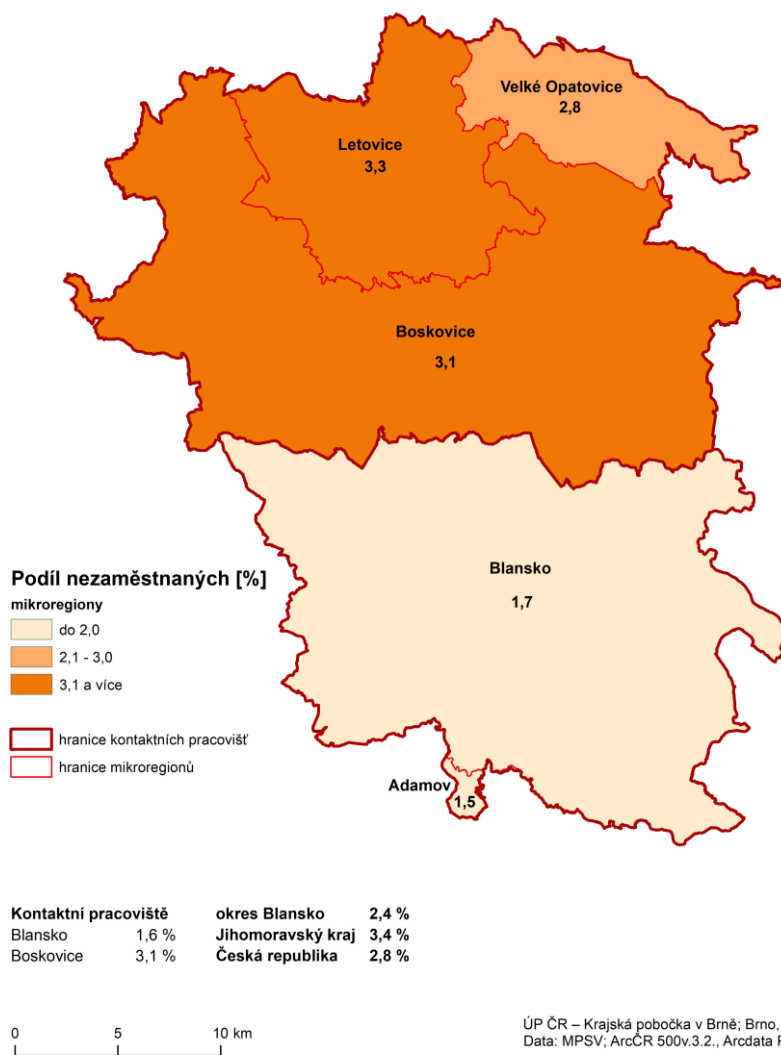 Velké Opatovice
2,8
Letovice
3,3
Boskovice
3,1
Blansko
1,7
Adamov
1,5
Podíl nezaměstnaných [%]
mikroregiony
do 2,0
2,1 - 3,0
3,1 a více
hranice kontaktních pracovišť
hranice mikroregionů
Kontaktní pracoviště okres Blansko 2,4 %
Blansko 1,6 % Jihomoravský kraj 3,4 %
Boskovice 3,1 % Česká republika 2,8 %
0 5 10 km
ÚP ČR – Krajská pobočka v Brně; Brno,
Data: MPSV; ArcČR 500v.3.2., Arcdata